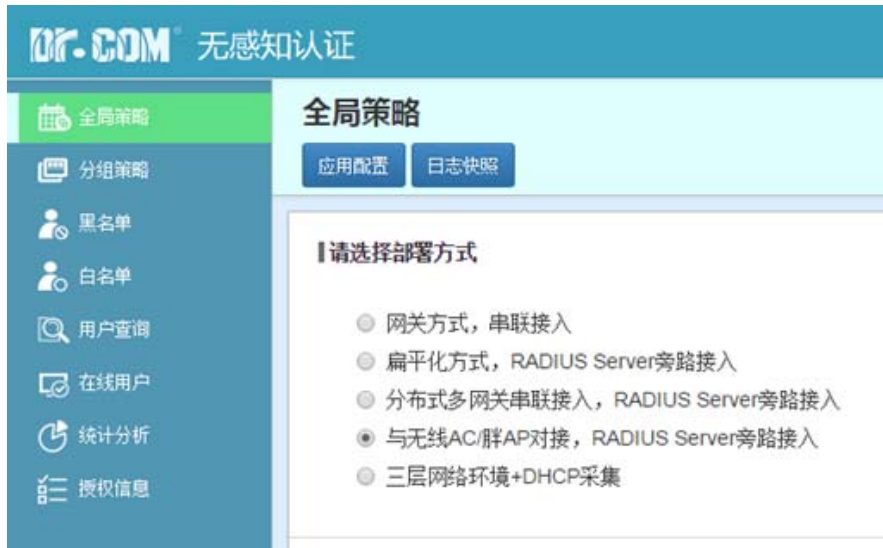 Dr.COM® 无感知认证
全局策略
分组策略
黑名单
白名单
用户查询
在线用户
统计分析
授权信息
全局策略
应用配置 日志快照
请选择部署方式
网关方式，串联接入
扁平化方式，RADIUS Server旁路接入
分布式多网关串联接入，RADIUS Server旁路接入
与无线AC/胖AP对接，RADIUS Server旁路接入
三层网络环境+DHCP采集